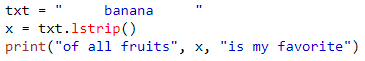 txt = "     banana     "
x = txt.lstrip()
print("of all fruits", x, "is my favorite")